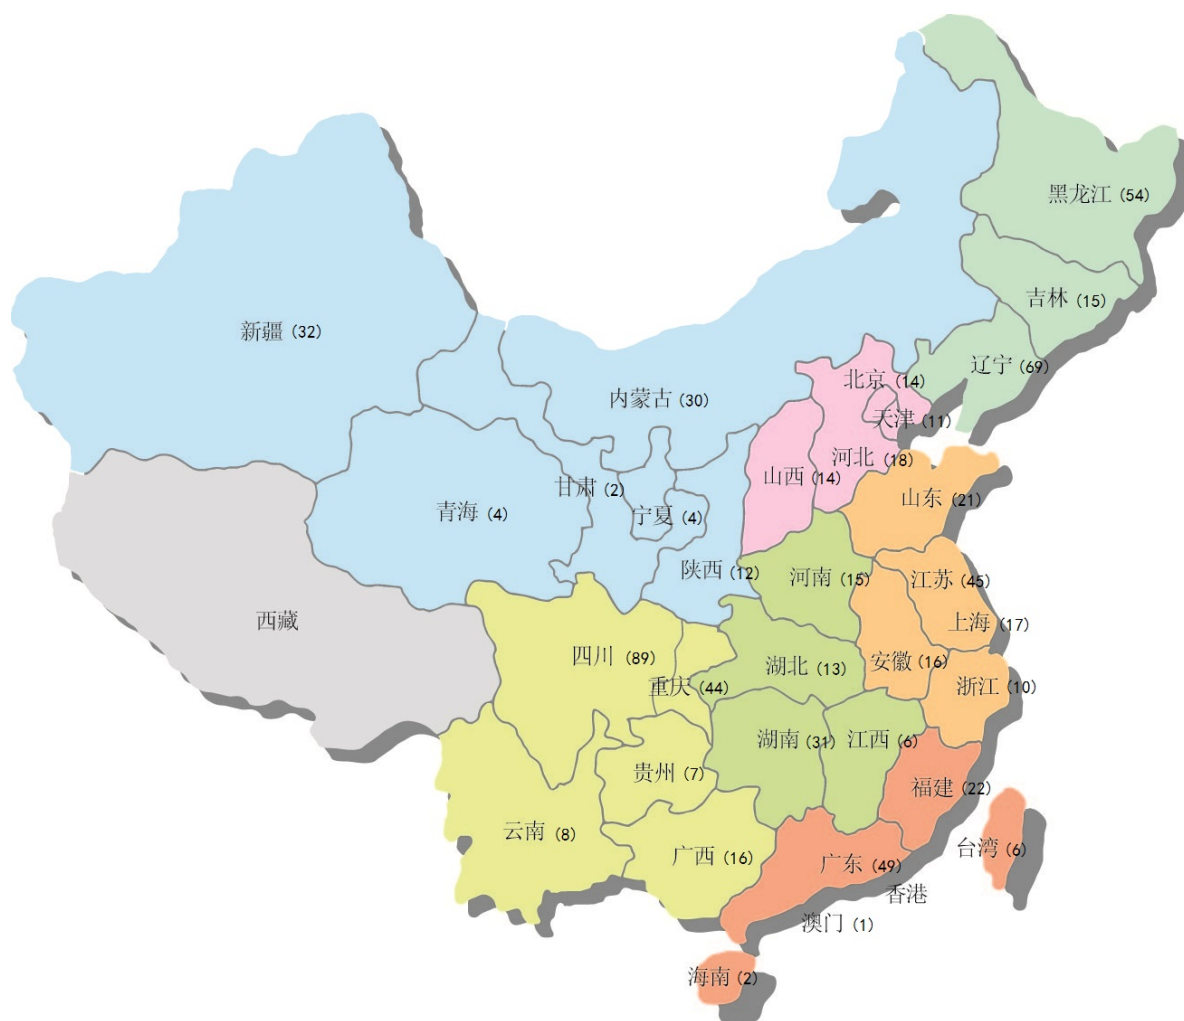 黑龙江 (54)
吉林 (15)
新疆 (32)
辽宁 (69)
北京 (14)
内蒙古 (30)
天津 (11)
河北 (18)
山西 (14)
甘肃 (2)
山东 (21)
青海 (4)
宁夏 (4)
陕西 (12)
河南 (15)
江苏 (45)
西藏
上海 (17)
四川 (89)
安徽 (16)
湖北 (13)
重庆 (44)
浙江 (10)
湖南 (31)
江西 (6)
贵州 (7)
福建 (22)
云南 (8)
台湾 (6)
广西 (16)
广东 (49)
香港
澳门 (1)
海南 (2)